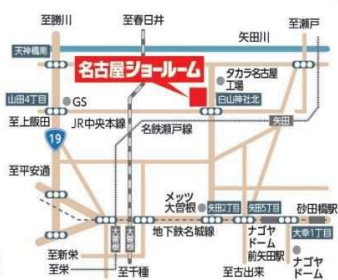 至勝川
至春日井
至瀬戸
矢田川
天神橋南
名古屋ショールーム
タカラ名古屋
工場
山田4丁目
GS
白山神社北
至上飯田
JR中央本線
名鉄瀬戸線
矢田
19
至平安通
メッツ
大曽根
矢田2丁目
矢田5丁目
砂田橋駅
大曽根
大曽根
地下鉄名城線
ナゴヤ
ドーム
前矢田駅
大幸1丁目
至新栄
至栄
至千種
至古出来
ナゴヤ
ドーム